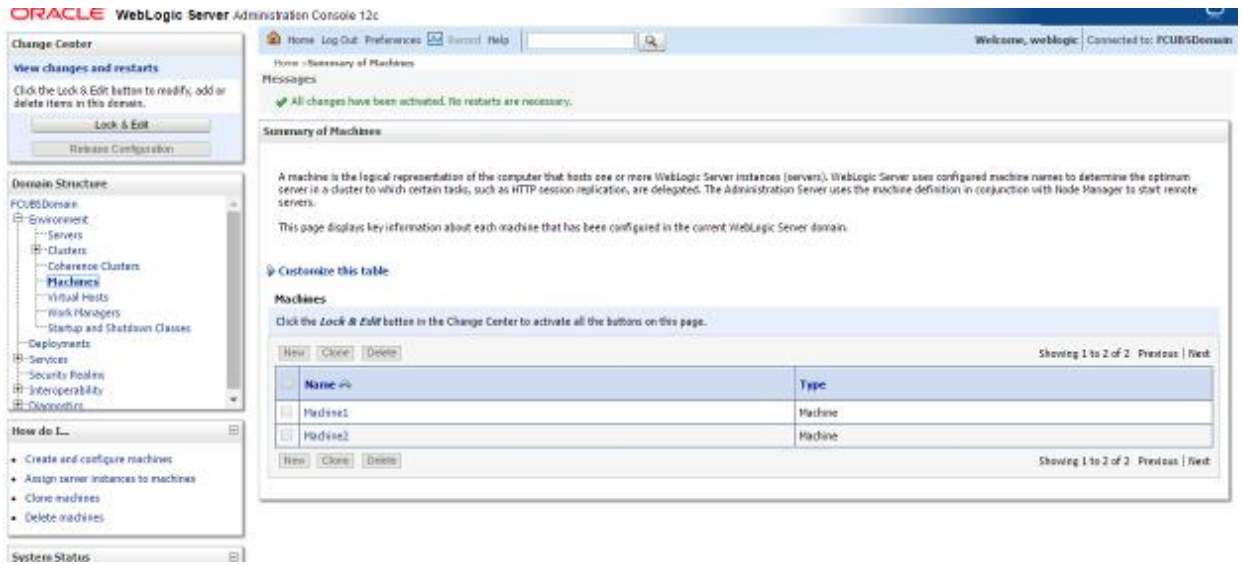 ORACLE WebLogic Server Administration Console 12c
Change Center
View changes and restarts
Click the Lock & Edit button to modify, add or
delete items in this domain.
Lock & Edit
Release Configuration
Domain Structure
FCUBSDomain
Environment
Servers
Clusters
Coherence Clusters
Machines
Virtual Hosts
Work Managers
Startup and Shutdown Classes
Deployments
Services
Security Realms
Interoperability
Diagnostics
How do I...
Create and configure machines
Assign server instances to machines
Clone machines
Delete machines
System Status
Home Log Out Preferences Record Help
Welcome, weblogic Connected to: FCUBSDomain
Home >Summary of Machines
Messages
All changes have been activated. No restarts are necessary.
Summary of Machines
A machine is the logical representation of the computer that hosts one or more WebLogic Server instances (servers). WebLogic Server uses configured machine names to determine the optimum
server in a cluster to which certain tasks, such as HTTP session replication, are delegated. The Administration Server uses the machine definition in conjunction with Node Manager to start remote
servers.
This page displays key information about each machine that has been configured in the current WebLogic Server domain.
Customize this table
Machines
Click the Lock & Edit button in the Change Center to activate all the buttons on this page.
New Clone Delete Showing 1 to 2 of 2 Previous | Next
Name Type
Machine1 Machine
Machine2 Machine
New Clone Delete Showing 1 to 2 of 2 Previous | Next